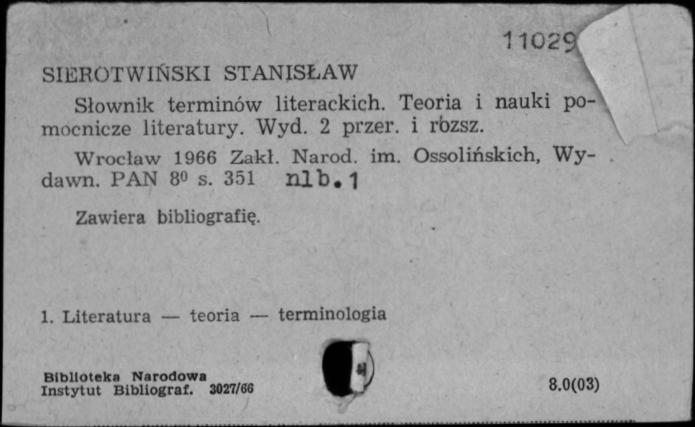 11029
SIEROTWIŃSKI STANISŁAW
Słownik terminów literackich. Teoria i nauki po-
mocnicze literatury. Wyd. 2 przer. i rozsz.
Wrocław 1966 Zakł. Narod. im. Ossolińskich, Wy-
dawn. PAN 8⁰ s. 351 nlb. 1
Zawiera bibliografię.
1. Literatura — teoria — terminologia
Biblioteka Narodowa
Instytut Bibliograf. 3027/66
8.0(03)